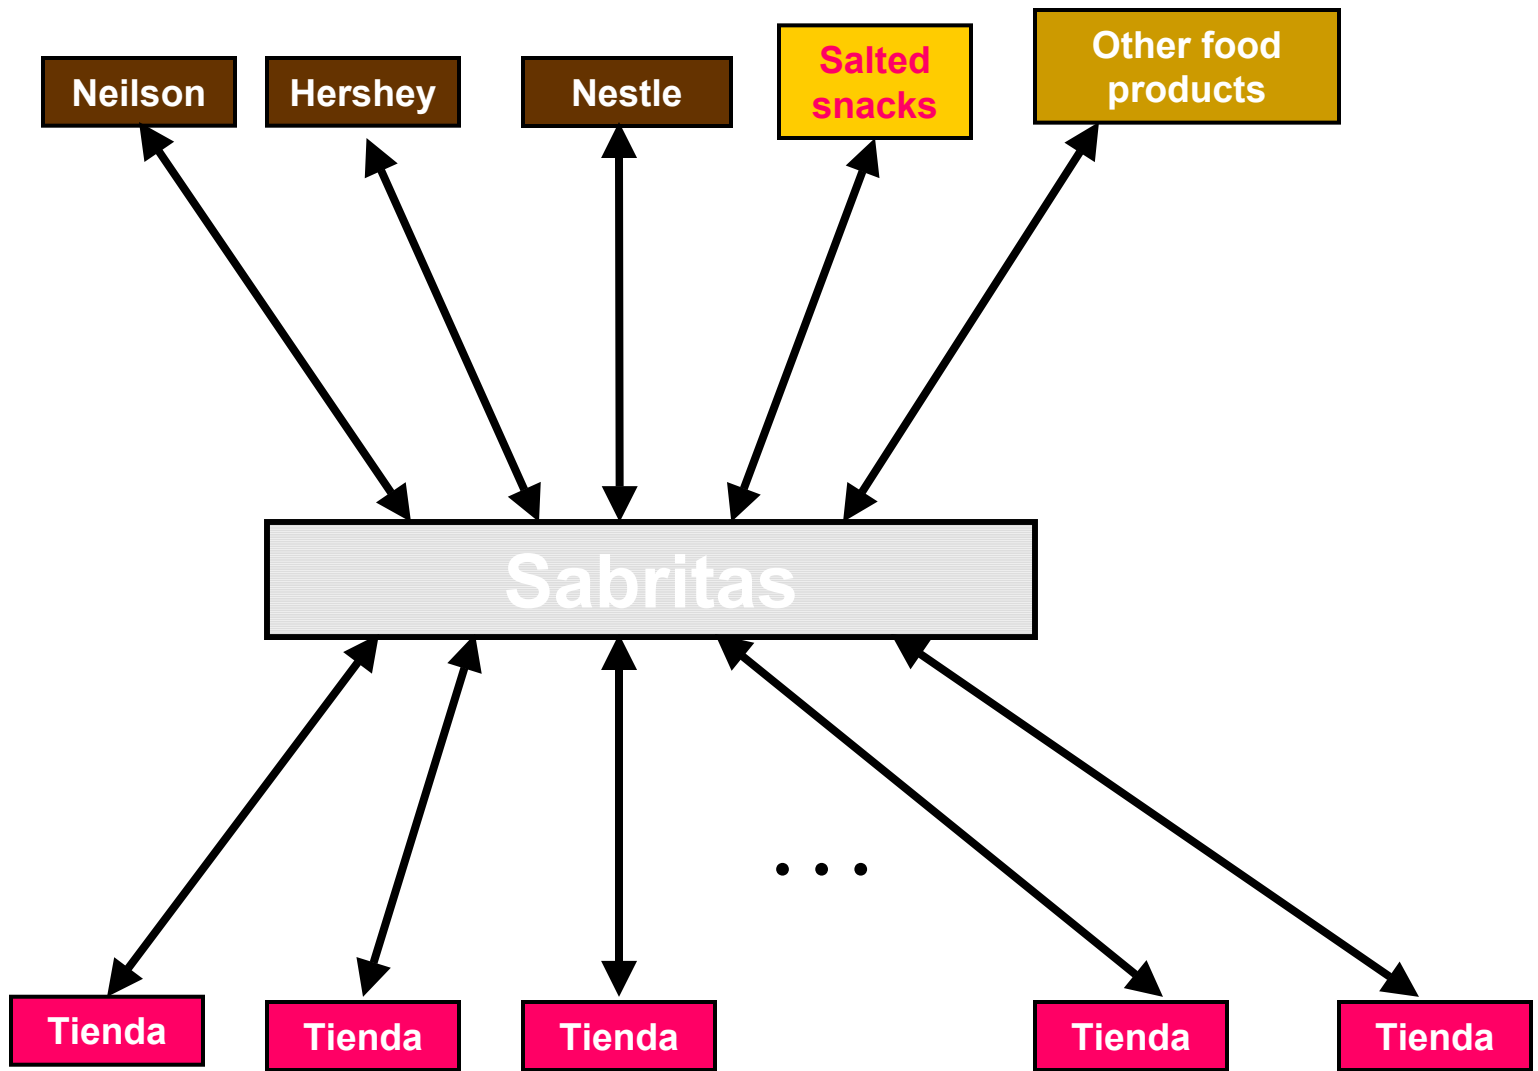 Neilson
Hershey
Nestle
Salted
snacks
Other food
products
Sabritas
. . .
Tienda
Tienda
Tienda
Tienda
Tienda